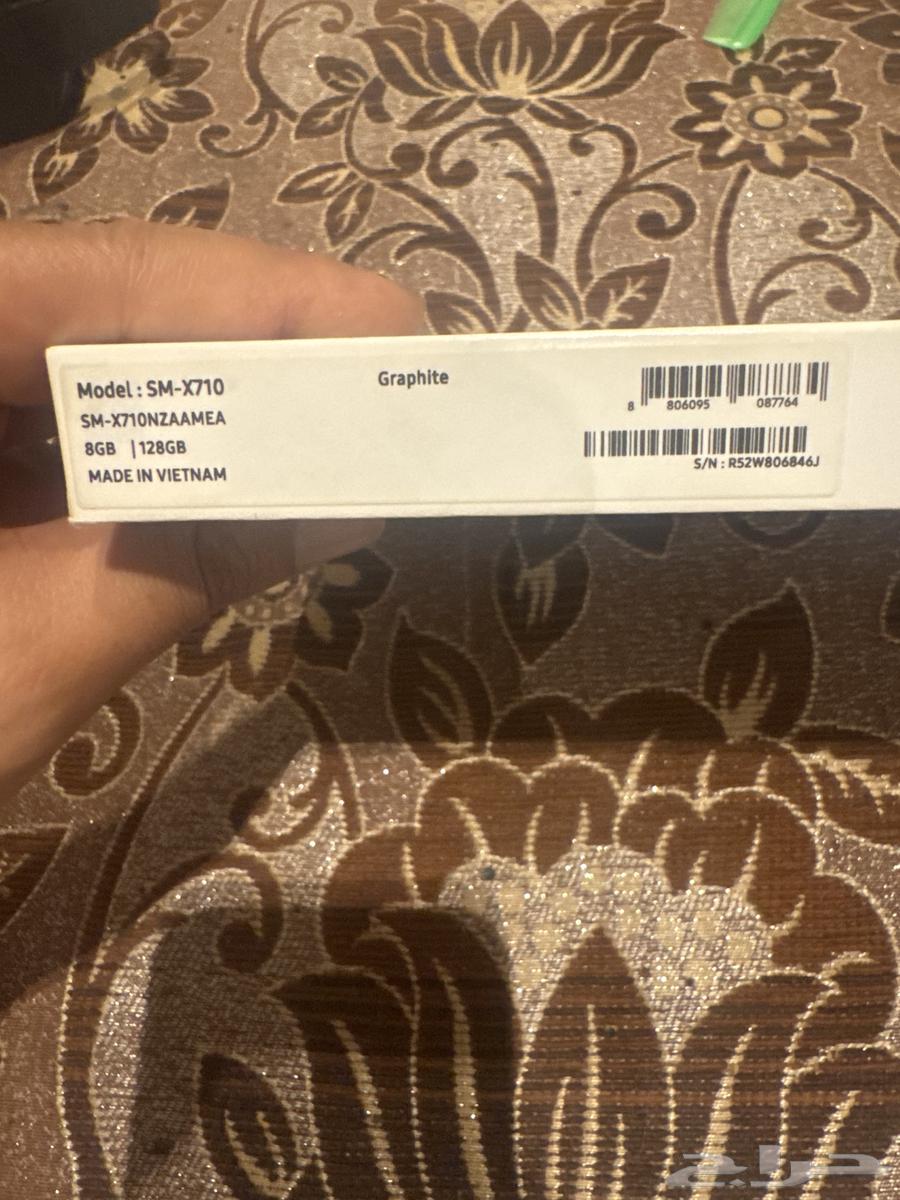 Model : SM-X710
SM-X710NZAAMEA
8GB | 128GB
MADE IN VIETNAM
Graphite
8 806095 087764
S/N : R52W806846J
حراج